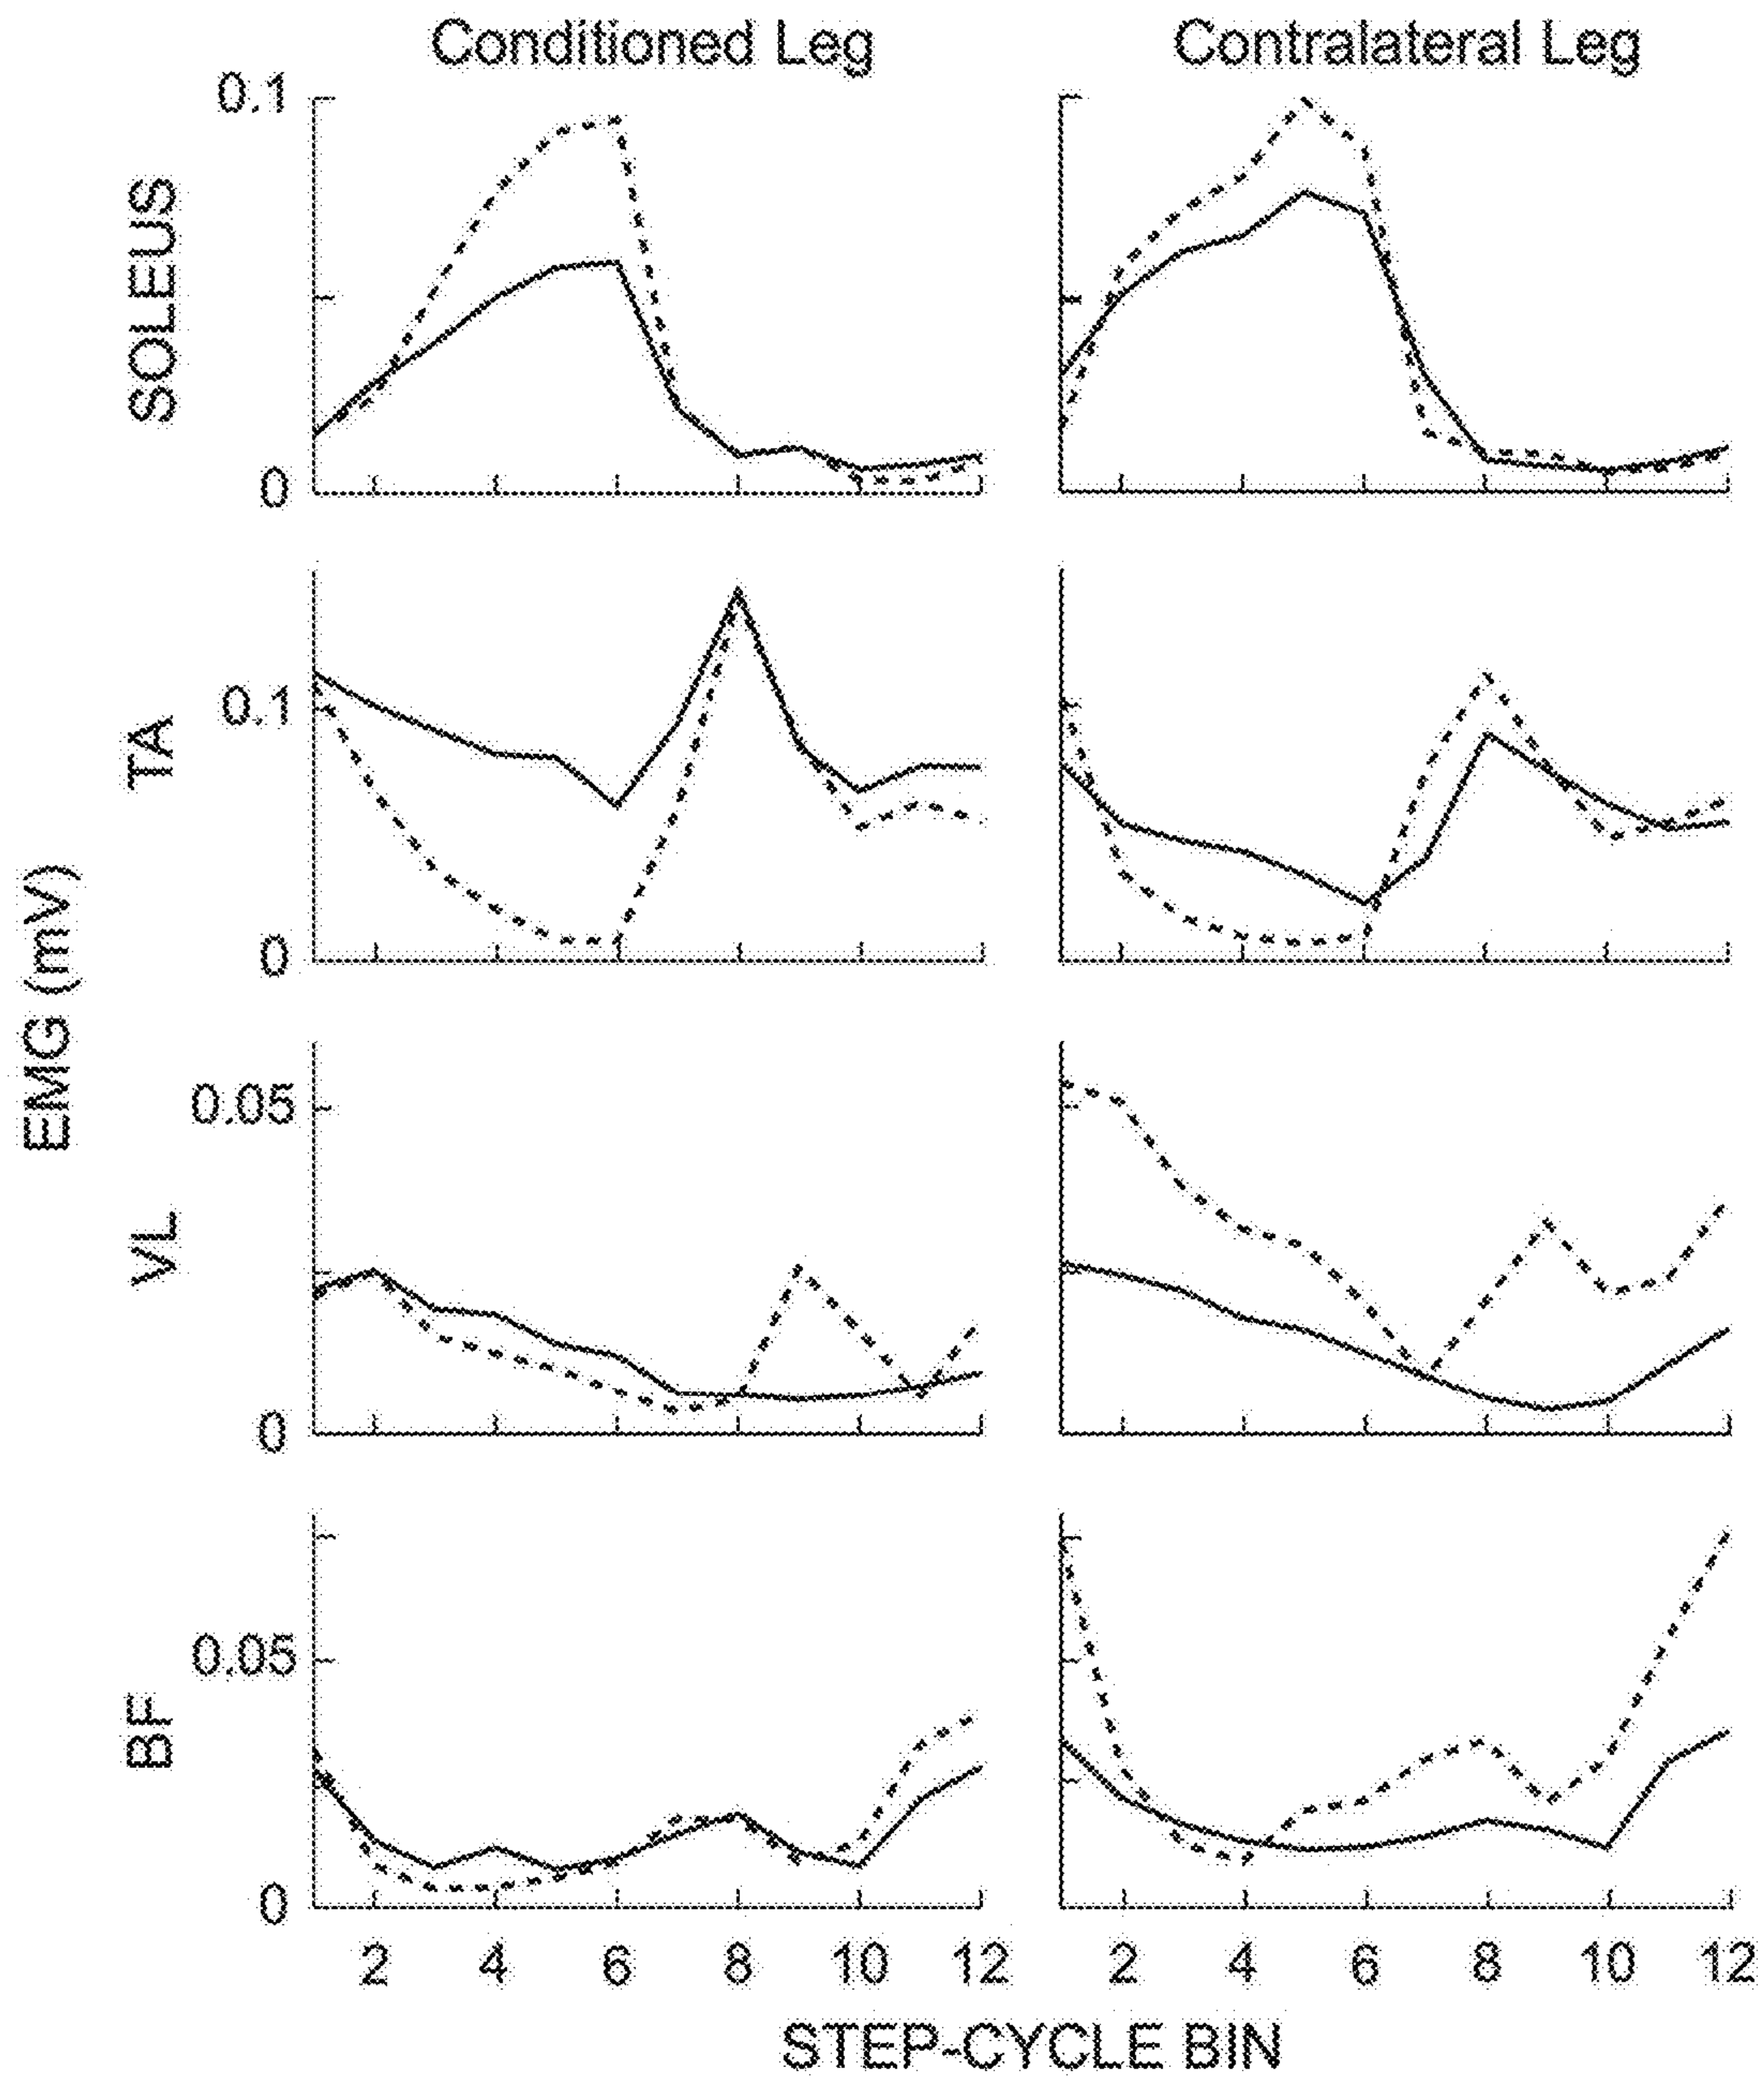 Conditioned Leg
Contralateral Leg
EMG (mV)
SOLEUS
0.1
0
TA
0.1
0
VL
0.05
0
BF
0.05
0
2 4 6 8 10 12
2 4 6 8 10 12
STEP-CYCLE BIN